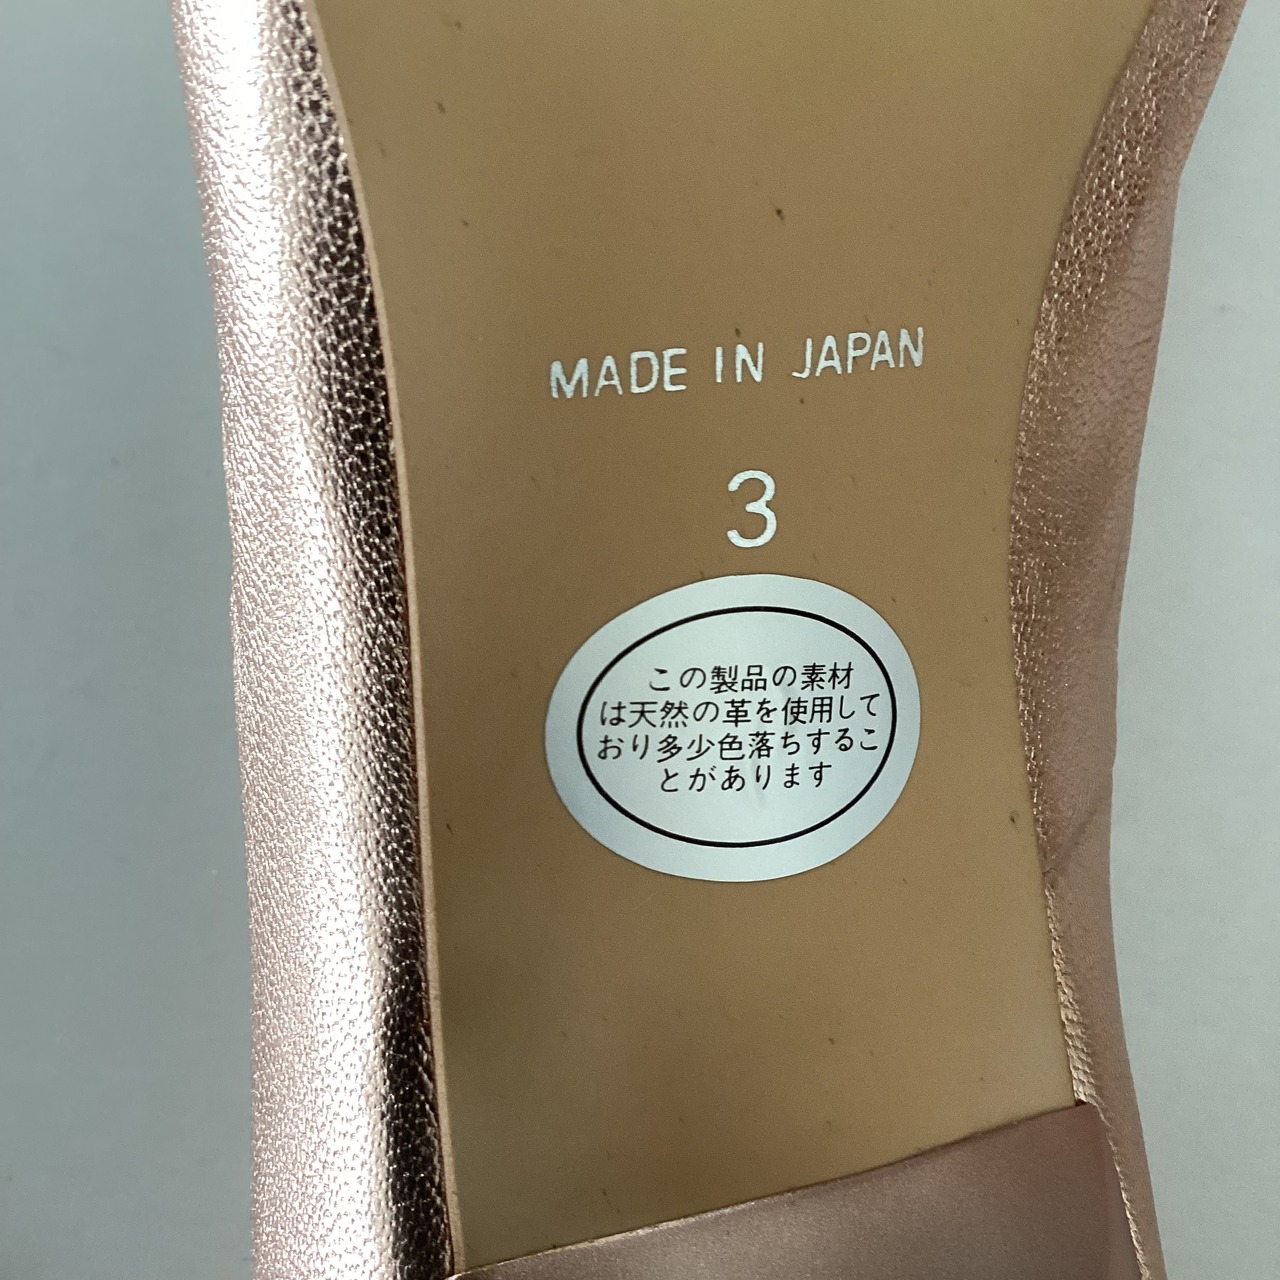 MADE IN JAPAN
3
この製品の素材
は天然の革を使用して
おり多少色落ちするこ
とがあります